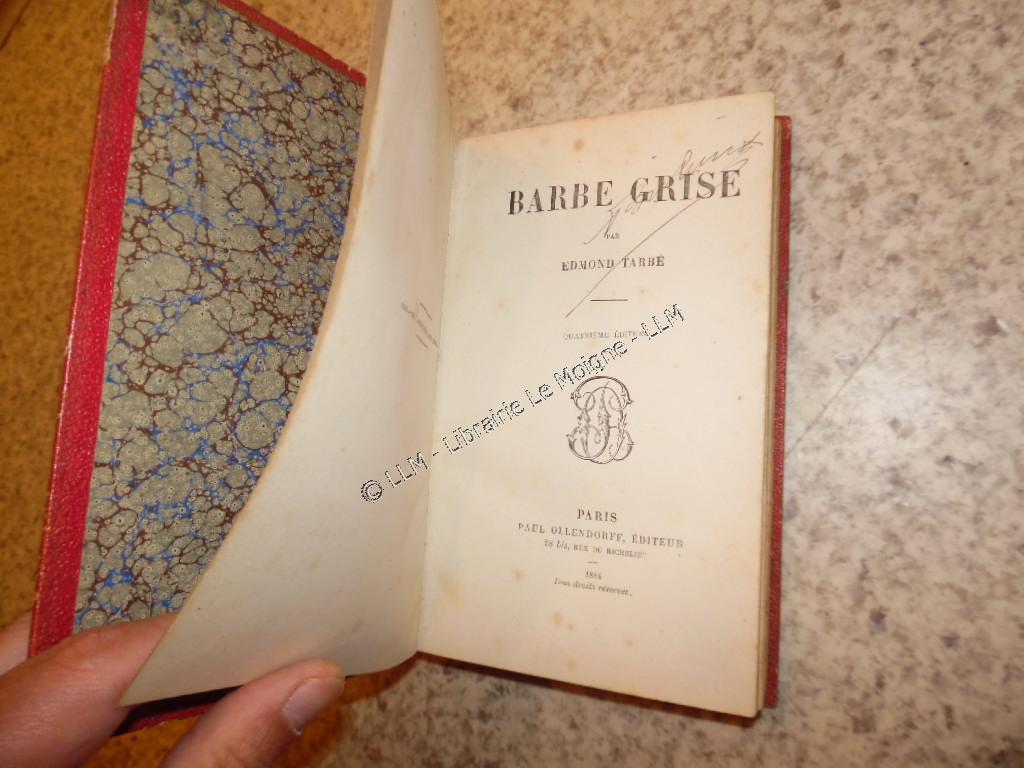 BARBE GRISE
PAR
EDMOND TARBÉ
QUATRIÈME ÉDITION
PARIS
PAUL OLLENDORFF, ÉDITEUR
28 bis, RUE DE RICHELIEU
1884
Tous droits réservés.
© LLM - Librairie Le Moigne - LLM